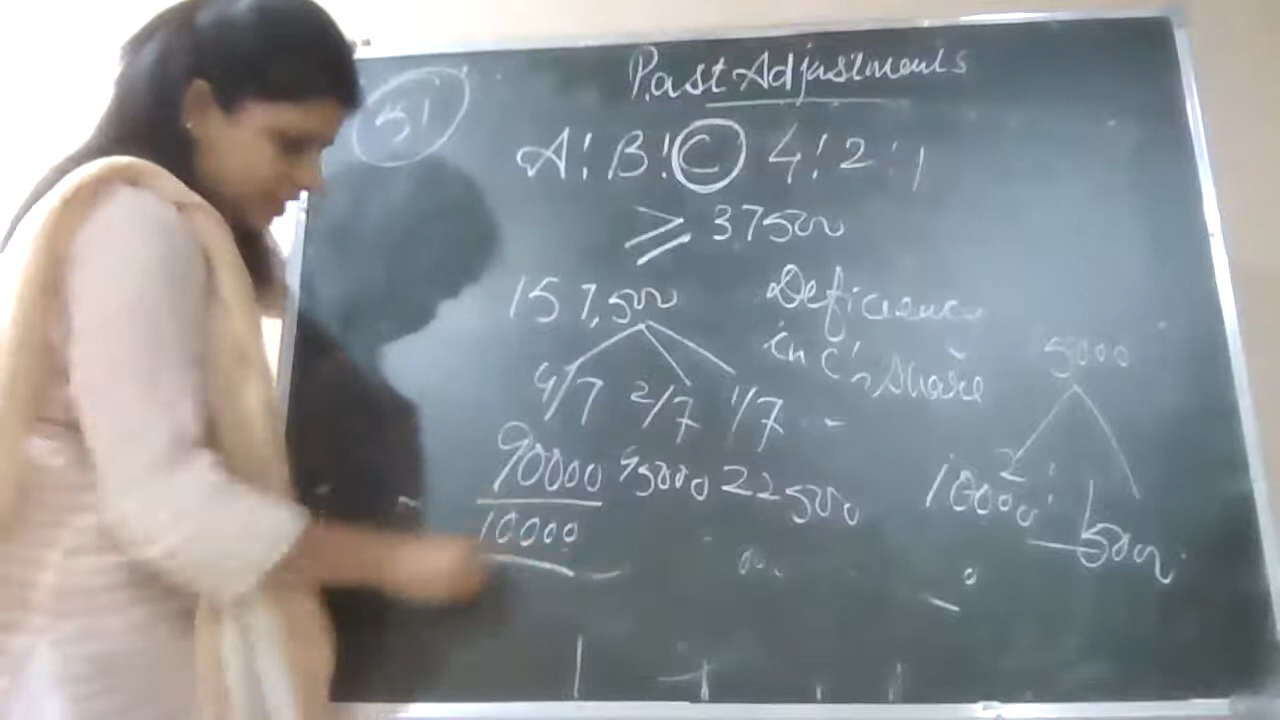 51
Past Adjustments
A : B : C 4 : 2 : 1
≥ 37500
157,500
Deficiency
in C's share
4/7 2/7 1/7
5000
90000 45000 22500
2 : 1
10000 5000
10000